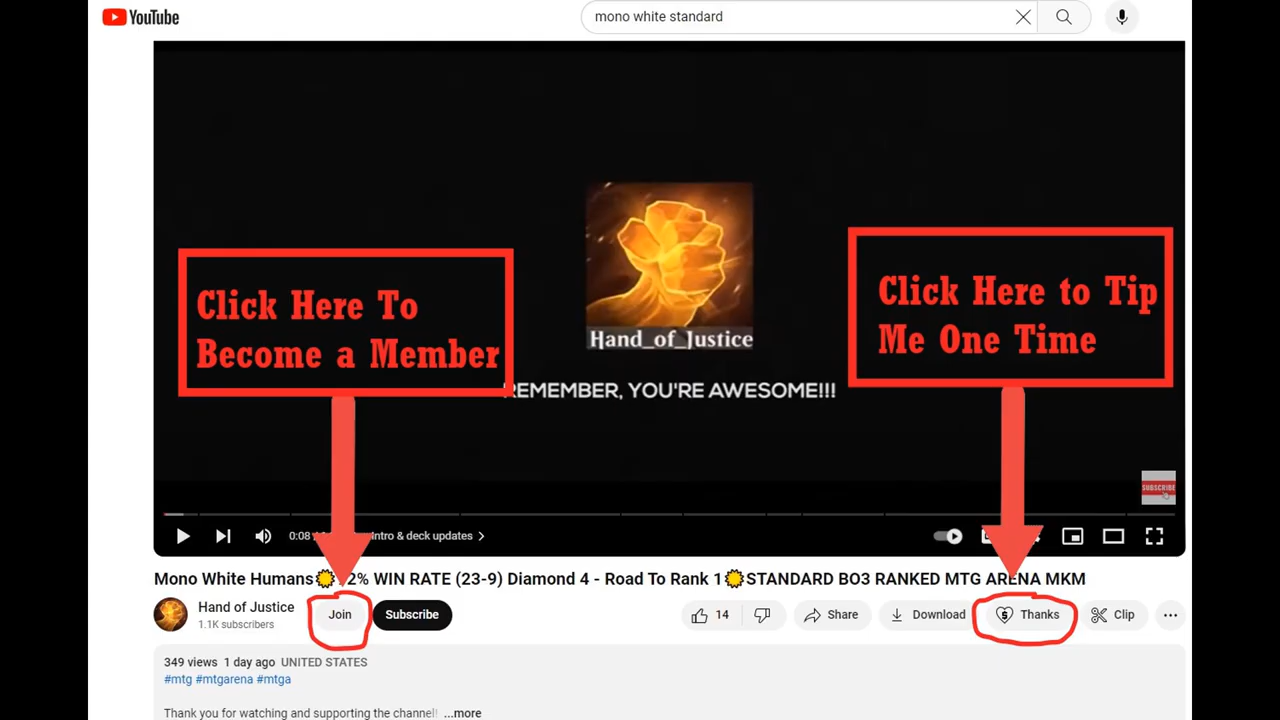 YouTube
mono white standard
Click Here To
Become a Member
Click Here to Tip
Me One Time
Hand_of_Justice
REMEMBER, YOU'RE AWESOME!!!
SUBSCRIBE
0:08
Intro & deck updates
Mono White Humans 2% WIN RATE (23-9) Diamond 4 - Road To Rank 1 STANDARD BO3 RANKED MTG ARENA MKM
Hand of Justice
1.1K subscribers
Join
Subscribe
14
Share
Download
Thanks
Clip
349 views 1 day ago UNITED STATES
#mtg #mtgarena #mtga
Thank you for watching and supporting the channel! ...more